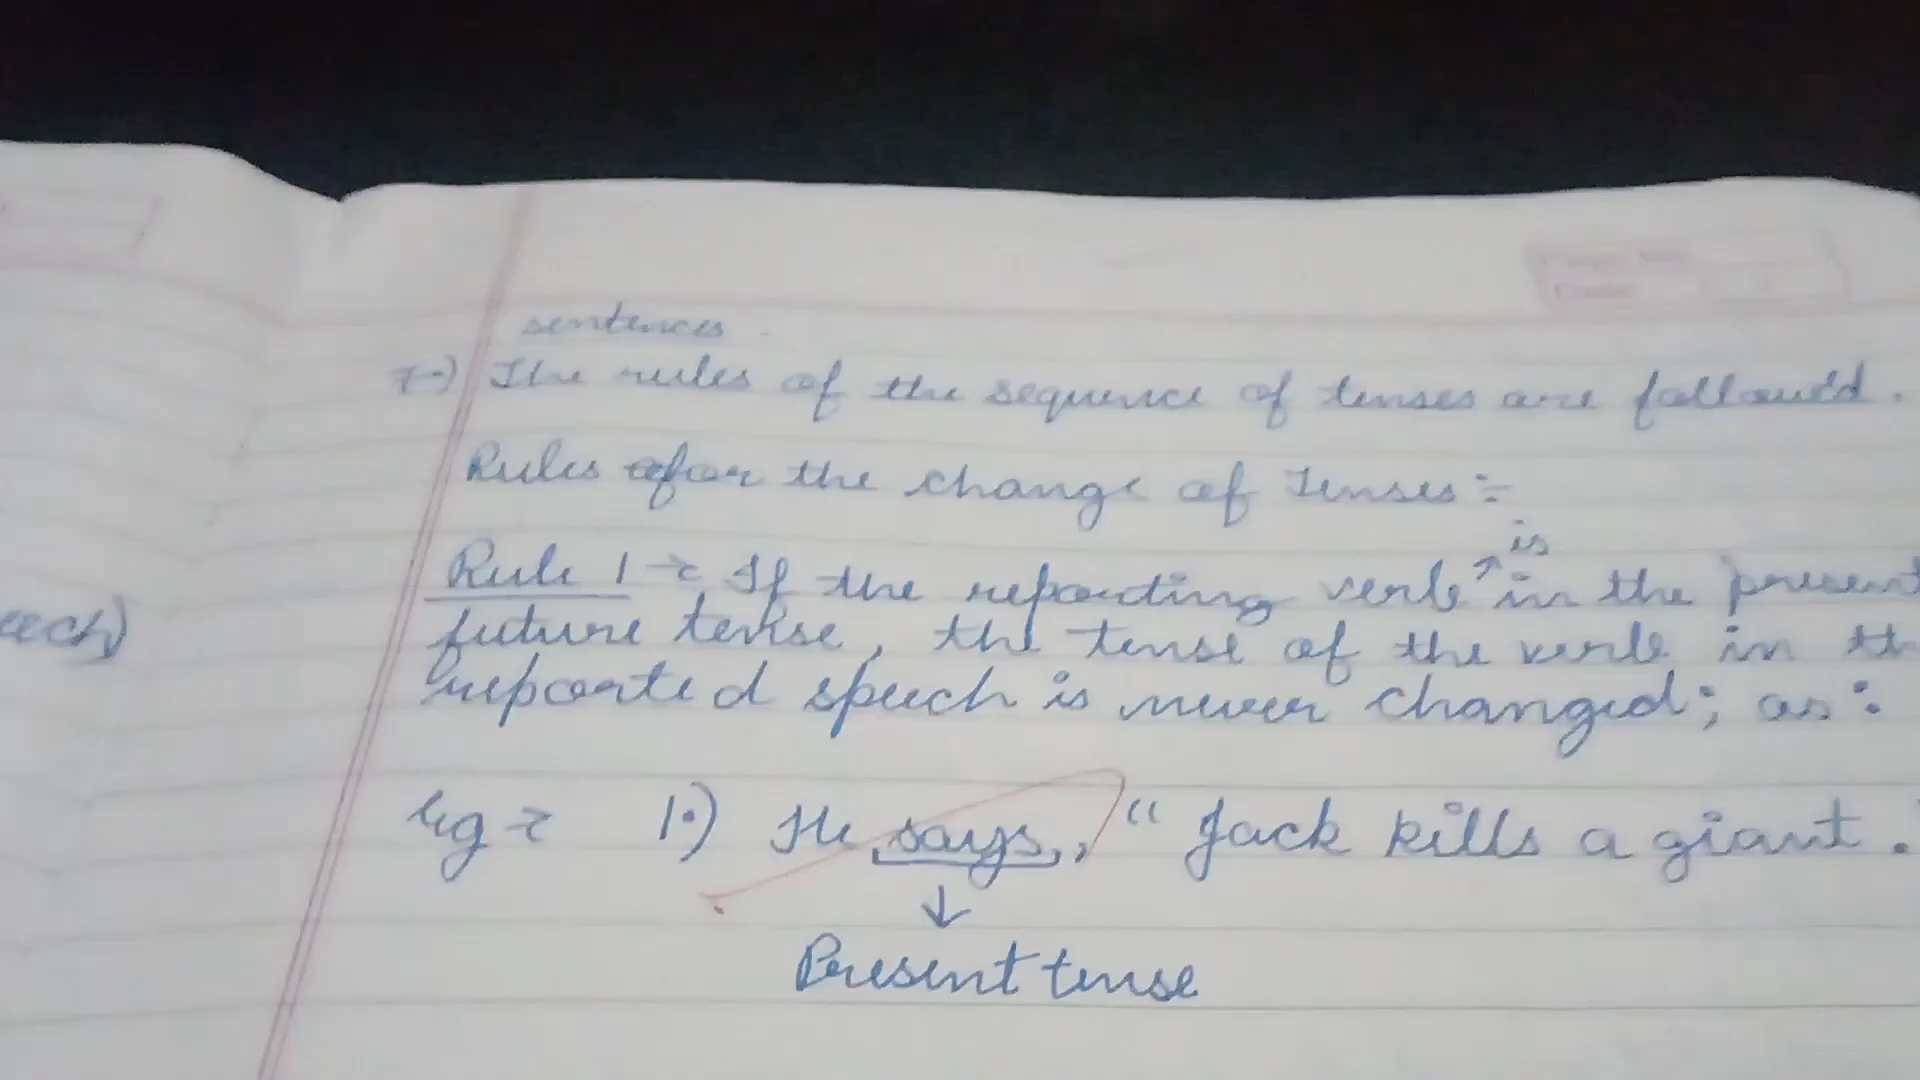 sentences.
7.) The rules of the sequence of tenses are followed.
Rules for the change of Tenses :-
is
Rule 1 -: If the reporting verb in the present
future tense, the tense of the verb in th
reported speech is never changed; as:
eech)
eg -: 1.) He says, "Jack kills a giant."
↓
Present tense